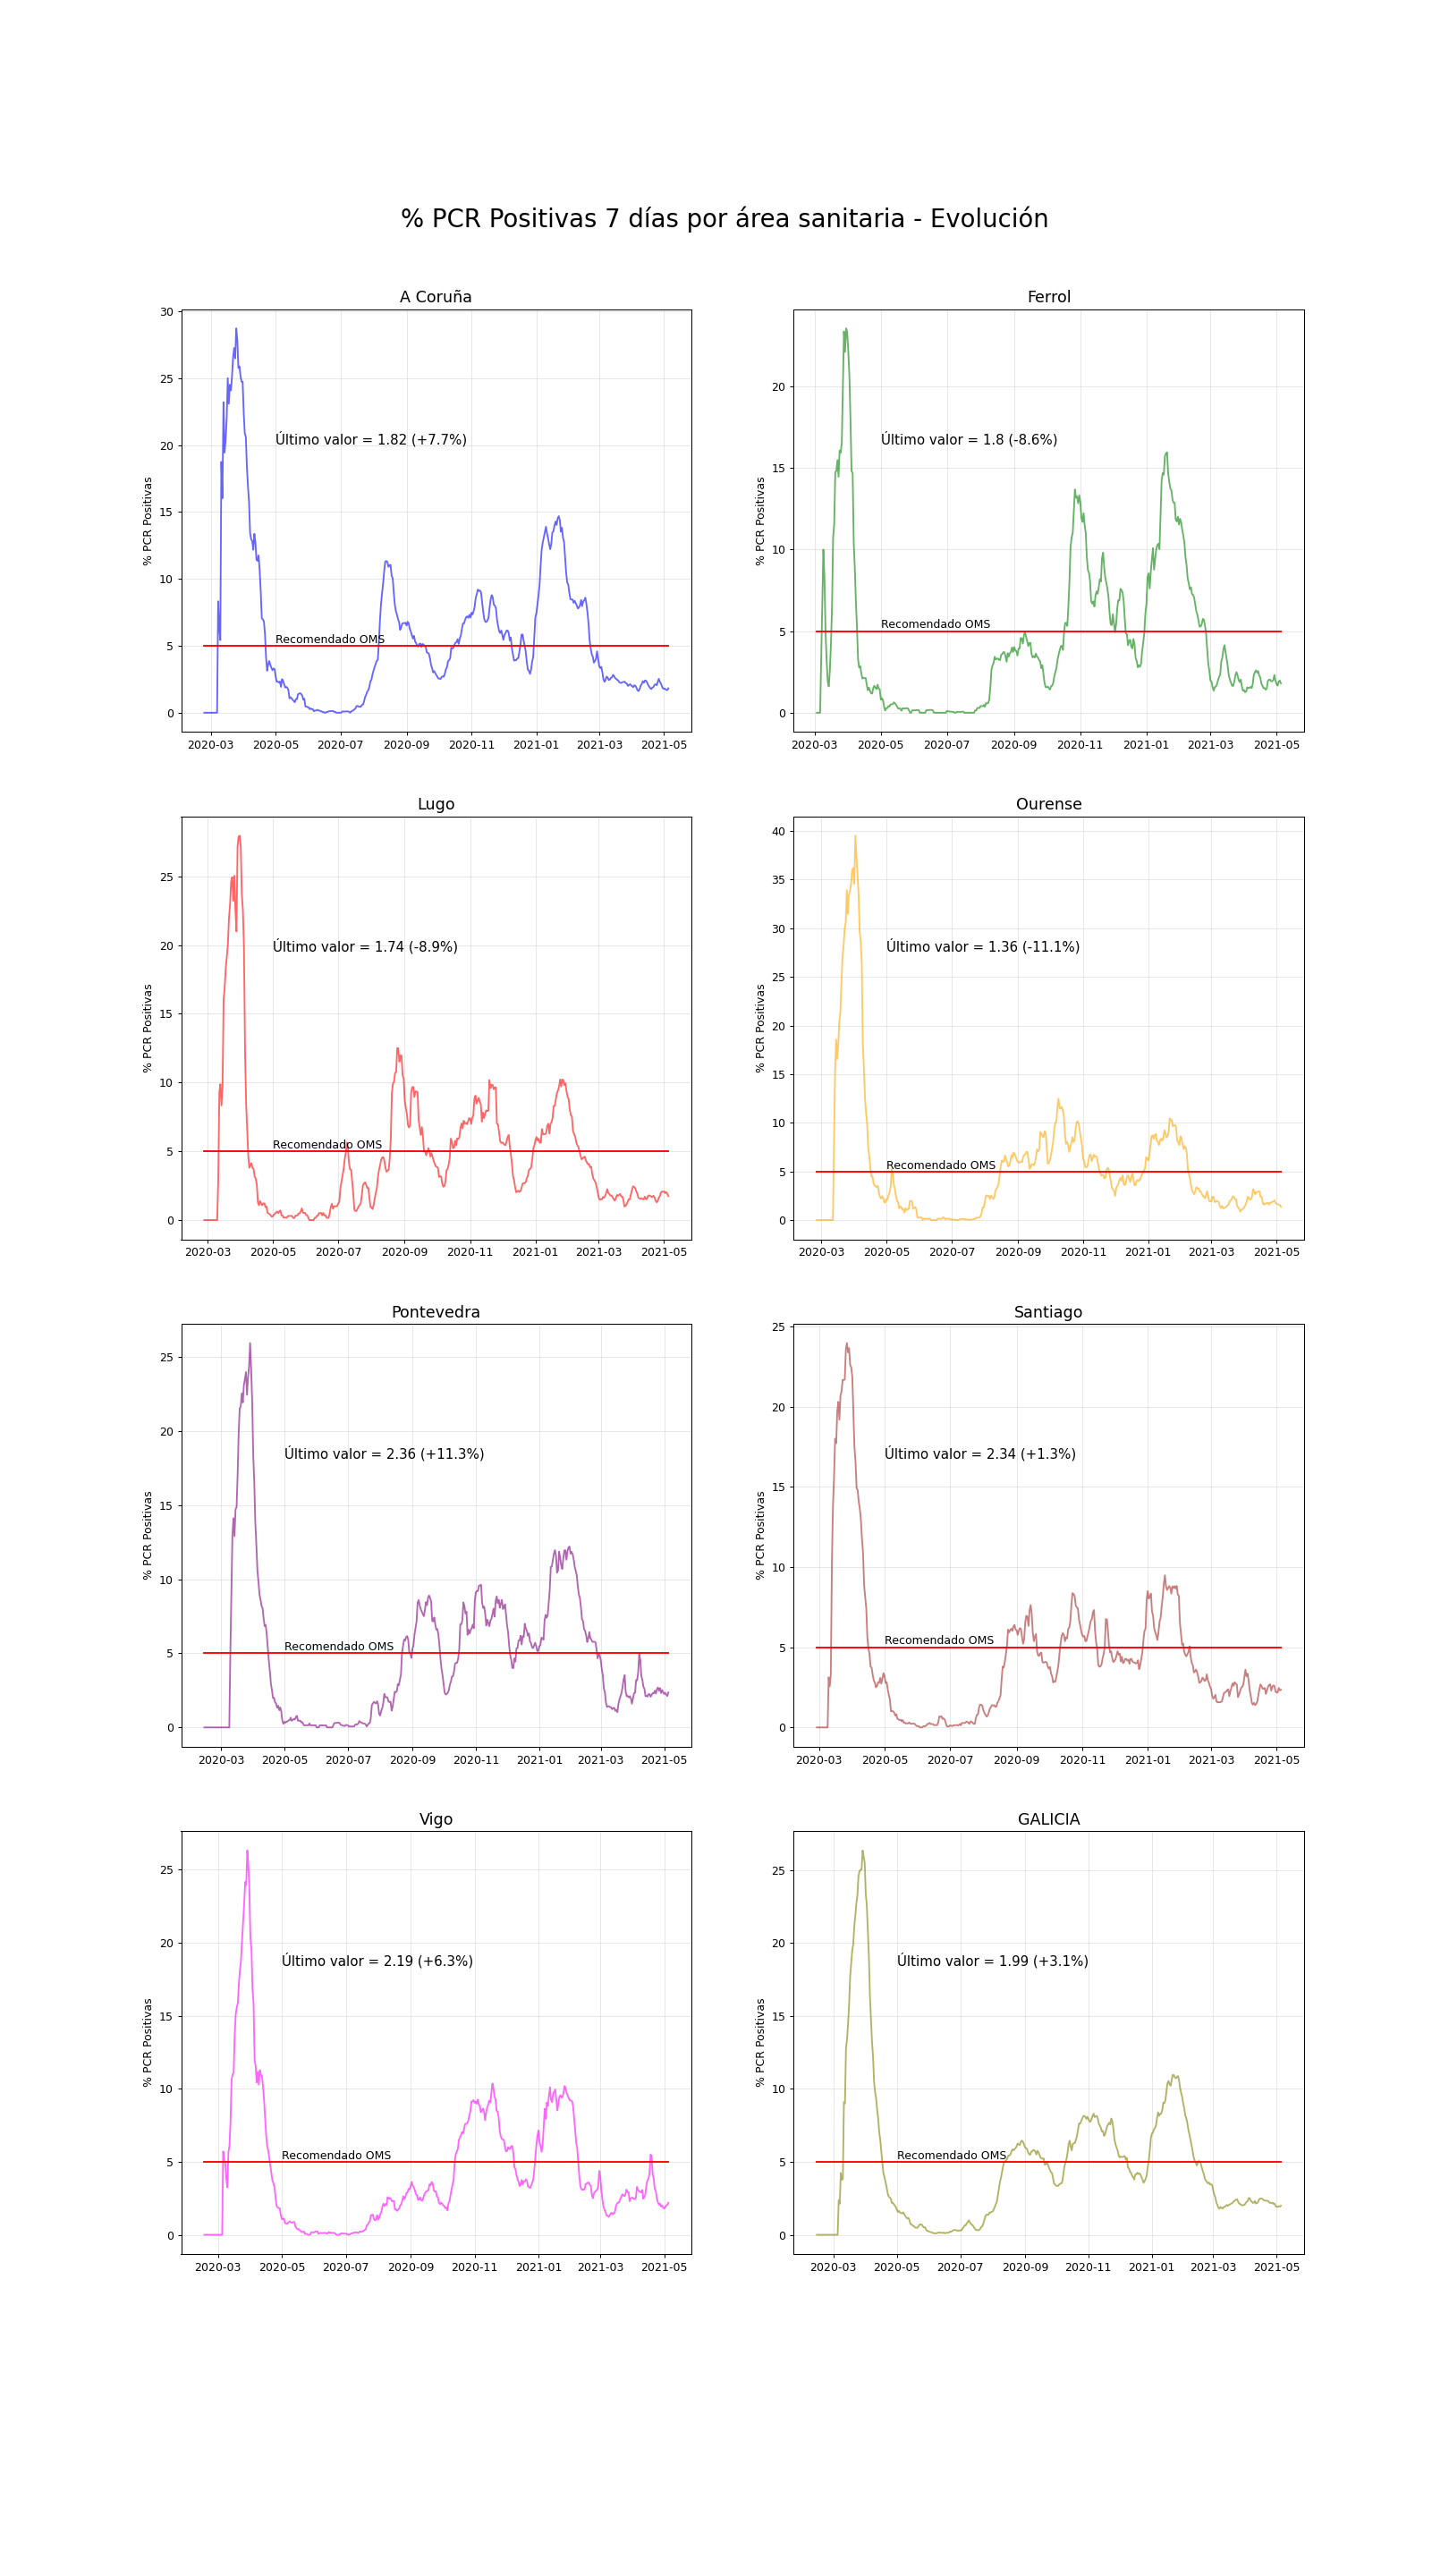 % PCR Positivas 7 días por área sanitaria - Evolución
A Coruña
30
25
20
15
10
5
0
% PCR Positivas
Último valor = 1.82 (+7.7%)
Recomendado OMS
2020-03 2020-05 2020-07 2020-09 2020-11 2021-01 2021-03 2021-05
Ferrol
20
15
10
5
0
% PCR Positivas
Último valor = 1.8 (-8.6%)
Recomendado OMS
2020-03 2020-05 2020-07 2020-09 2020-11 2021-01 2021-03 2021-05
Lugo
25
20
15
10
5
0
% PCR Positivas
Último valor = 1.74 (-8.9%)
Recomendado OMS
2020-03 2020-05 2020-07 2020-09 2020-11 2021-01 2021-03 2021-05
Ourense
40
35
30
25
20
15
10
5
0
% PCR Positivas
Último valor = 1.36 (-11.1%)
Recomendado OMS
2020-03 2020-05 2020-07 2020-09 2020-11 2021-01 2021-03 2021-05
Pontevedra
25
20
15
10
5
0
% PCR Positivas
Último valor = 2.36 (+11.3%)
Recomendado OMS
2020-03 2020-05 2020-07 2020-09 2020-11 2021-01 2021-03 2021-05
Santiago
25
20
15
10
5
0
% PCR Positivas
Último valor = 2.34 (+1.3%)
Recomendado OMS
2020-03 2020-05 2020-07 2020-09 2020-11 2021-01 2021-03 2021-05
Vigo
25
20
15
10
5
0
% PCR Positivas
Último valor = 2.19 (+6.3%)
Recomendado OMS
2020-03 2020-05 2020-07 2020-09 2020-11 2021-01 2021-03 2021-05
GALICIA
25
20
15
10
5
0
% PCR Positivas
Último valor = 1.99 (+3.1%)
Recomendado OMS
2020-03 2020-05 2020-07 2020-09 2020-11 2021-01 2021-03 2021-05